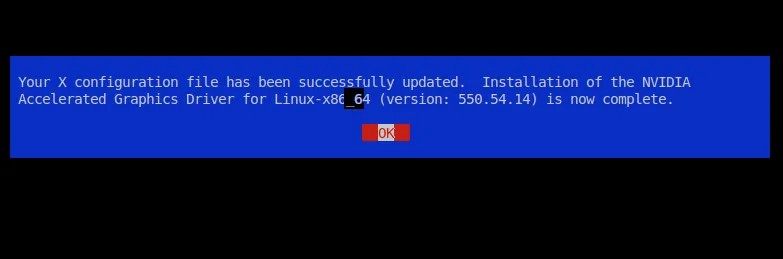 Your X configuration file has been successfully updated.  Installation of the NVIDIA
Accelerated Graphics Driver for Linux-x86_64 (version: 550.54.14) is now complete.
OK